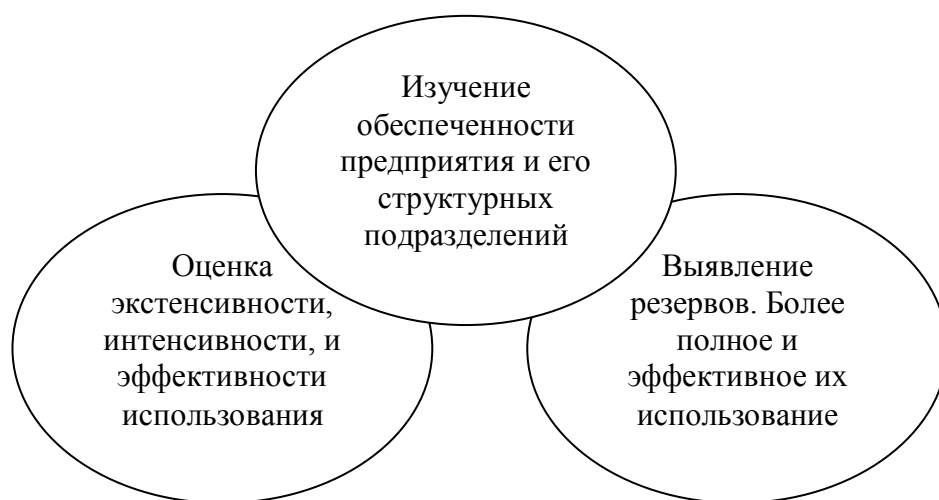 Изучение
обеспеченности
предприятия и его
структурных
подразделений
Оценка
экстенсивности,
интенсивности, и
эффективности
использования
Выявление
резервов. Более
полное и
эффективное их
использование